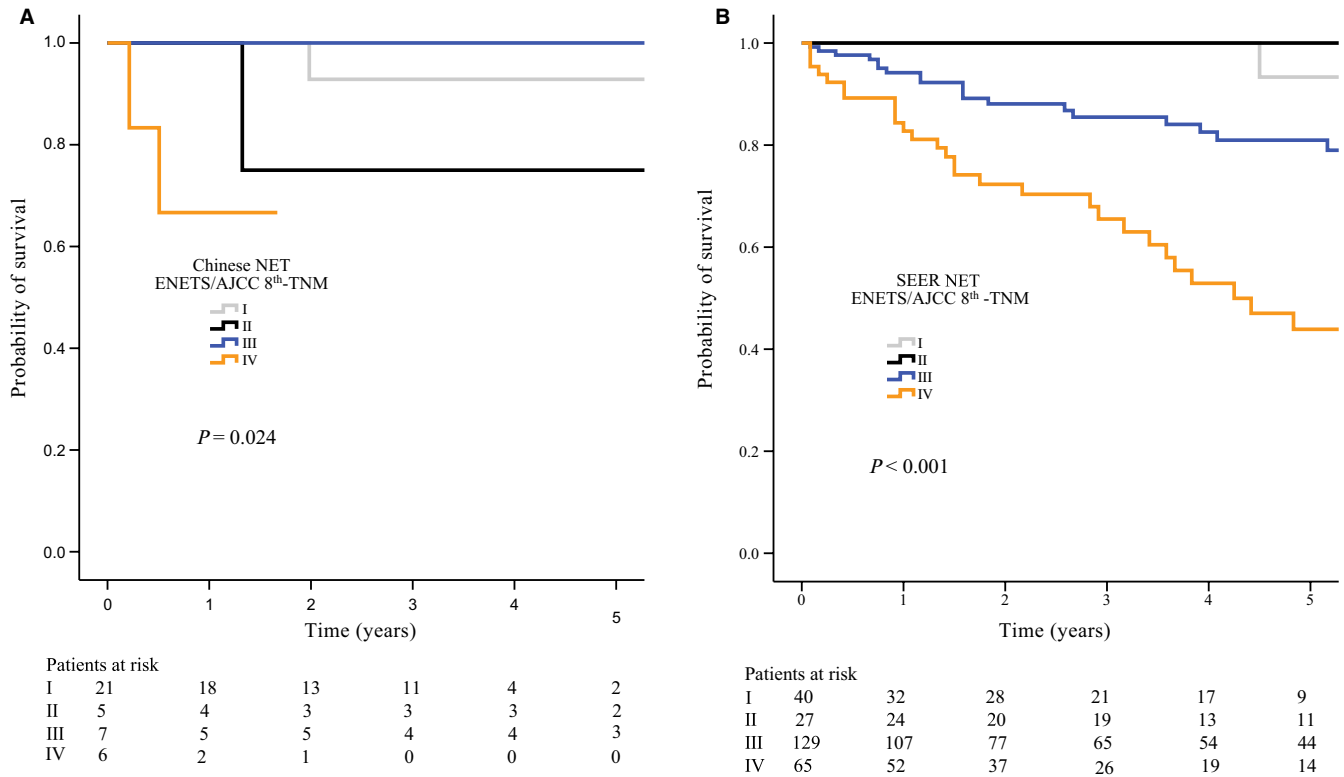 A
Probability of survival
1.0
0.8
0.6
0.4
0.2
0.0
Chinese NET
ENETS/AJCC 8th-TNM
I
II
III
IV
P = 0.024
0 1 2 3 4 5
Time (years)
Patients at risk
I 21 18 13 11 4 2
II 5 4 3 3 3 2
III 7 5 5 4 4 3
IV 6 2 1 0 0 0
B
Probability of survival
1.0
0.8
0.6
0.4
0.2
0.0
SEER NET
ENETS/AJCC 8th -TNM
I
II
III
IV
P < 0.001
0 1 2 3 4 5
Time (years)
Patients at risk
I 40 32 28 21 17 9
II 27 24 20 19 13 11
III 129 107 77 65 54 44
IV 65 52 37 26 19 14